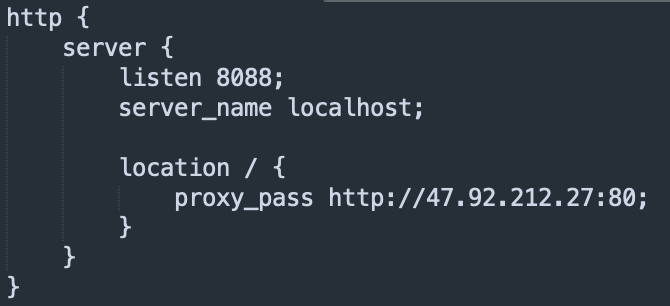 http {
    server {
        listen 8088;
        server_name localhost;

        location / {
            proxy_pass http://47.92.212.27:80;
        }
    }
}